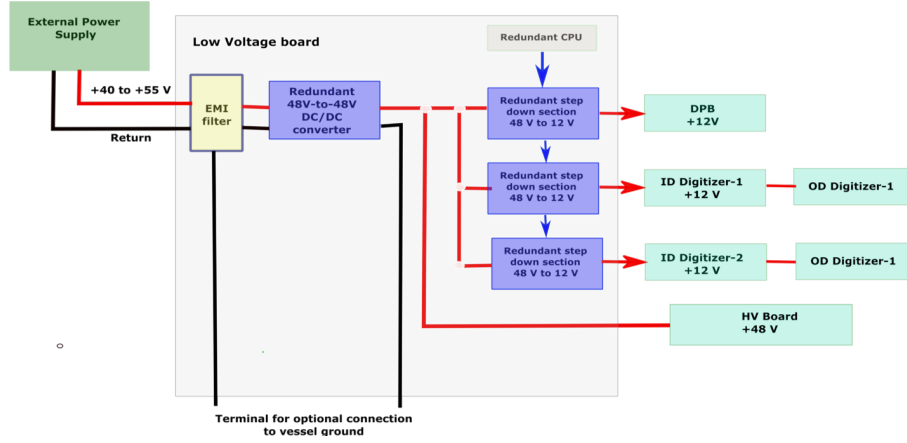 External Power
Supply
Low Voltage board
Redundant CPU
+40 to +55 V
EMI
filter
Redundant
48V-to-48V
DC/DC
converter
Return
Redundant step
down section
48 V to 12 V
DPB
+12V
Redundant step
down section
48 V to 12 V
ID Digitizer-1
+12 V
OD Digitizer-1
Redundant step
down section
48 V to 12 V
ID Digitizer-2
+12 V
OD Digitizer-1
HV Board
+48 V
Terminal for optional connection
to vessel ground